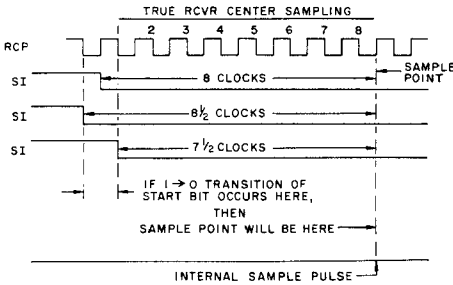 TRUE RCVR CENTER SAMPLING
2 3 4 5 6 7 8
RCP
SI
8 CLOCKS
SAMPLE
POINT
SI
8½ CLOCKS
SI
7½ CLOCKS
IF 1→0 TRANSITION OF
START BIT OCCURS HERE,
THEN
SAMPLE POINT WILL BE HERE
INTERNAL SAMPLE PULSE